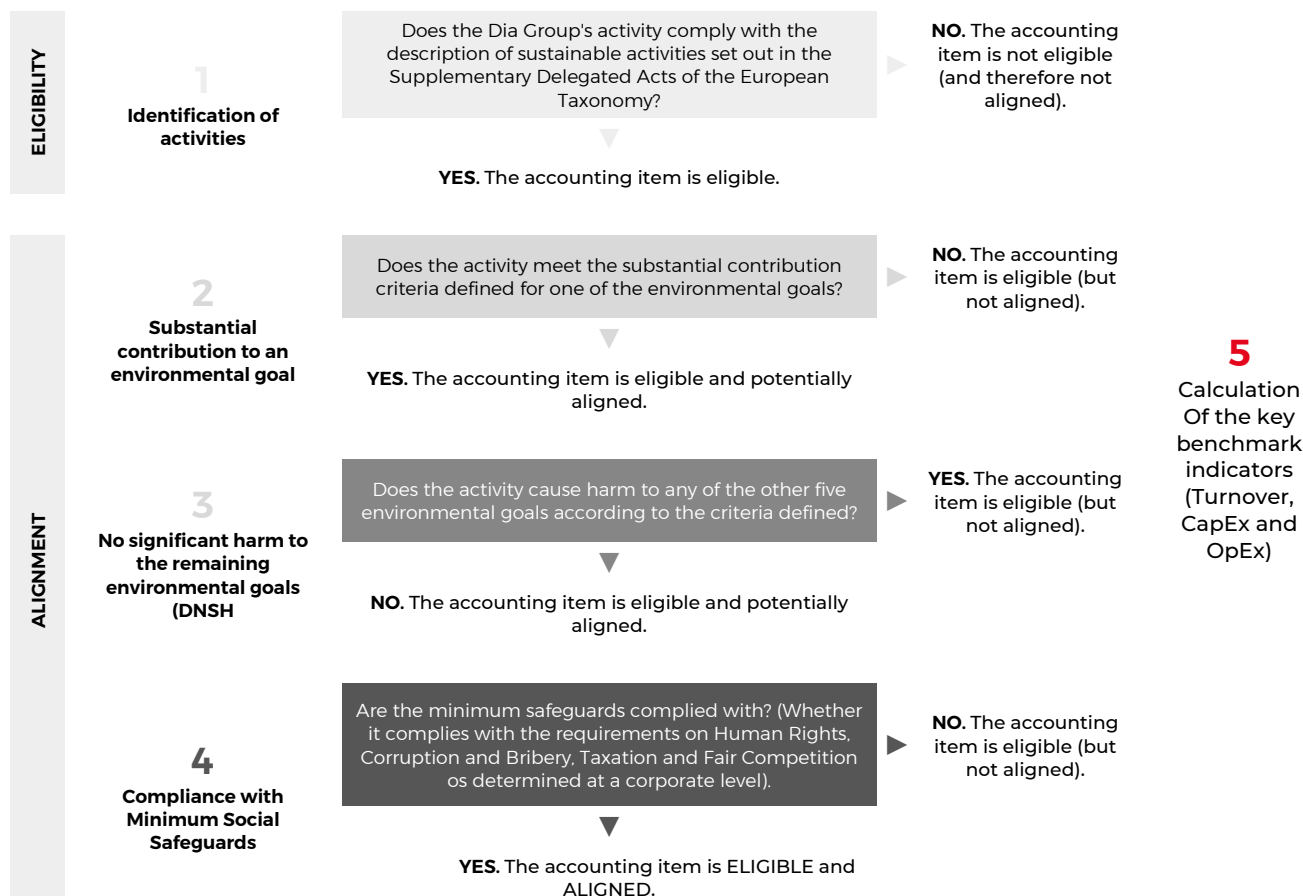 ELIGIBILITY
1
Identification of
activities
Does the Dia Group's activity comply with the
description of sustainable activities set out in the
Supplementary Delegated Acts of the European
Taxonomy?
NO. The accounting
item is not eligible
(and therefore not
aligned).
YES. The accounting item is eligible.
ALIGNMENT
2
Substantial
contribution to an
environmental goal
Does the activity meet the substantial contribution
criteria defined for one of the environmental goals?
NO. The accounting
item is eligible (but
not aligned).
YES. The accounting item is eligible and potentially
aligned.
3
No significant harm to
the remaining
environmental goals
(DNSH
Does the activity cause harm to any of the other five
environmental goals according to the criteria defined?
YES. The accounting
item is eligible (but
not aligned).
NO. The accounting item is eligible and potentially
aligned.
4
Compliance with
Minimum Social
Safeguards
Are the minimum safeguards complied with? (Whether
it complies with the requirements on Human Rights,
Corruption and Bribery, Taxation and Fair Competition
os determined at a corporate level).
NO. The accounting
item is eligible (but
not aligned).
YES. The accounting item is ELIGIBLE and
ALIGNED.
5
Calculation
Of the key
benchmark
indicators
(Turnover,
CapEx and
OpEx)